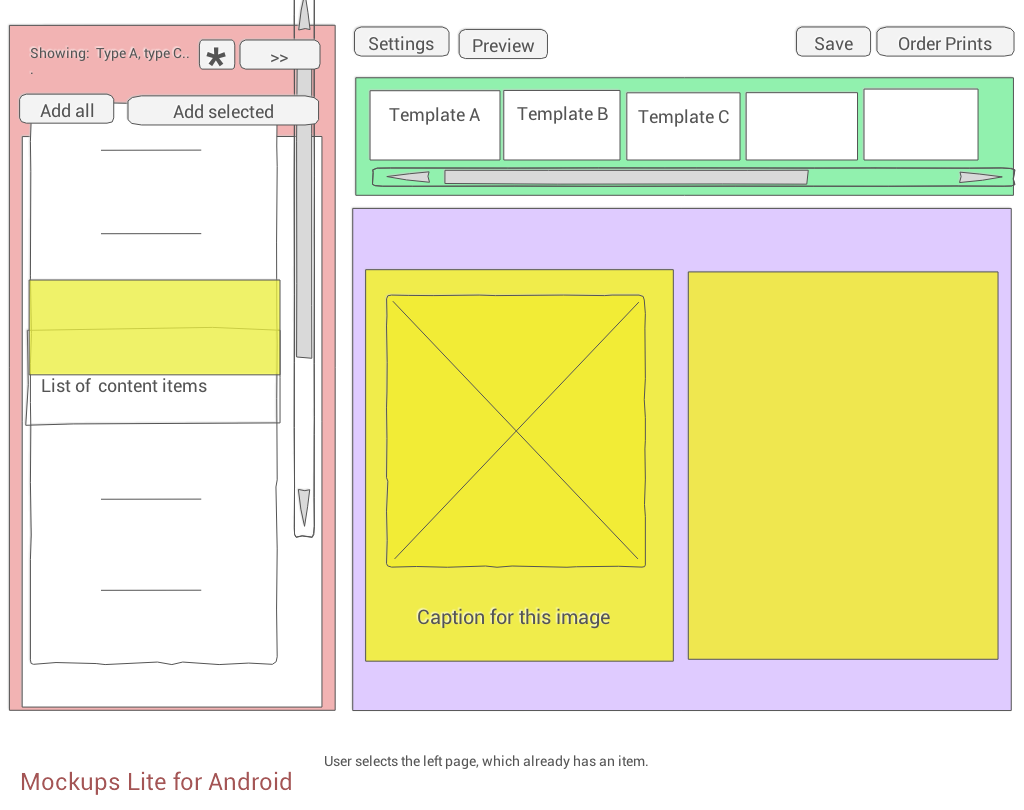 Showing:  Type A, type C..
.
*
>>
Add all
Add selected
List of content items
Settings
Preview
Save
Order Prints
Template A
Template B
Template C
Caption for this image
User selects the left page, which already has an item.
Mockups Lite for Android